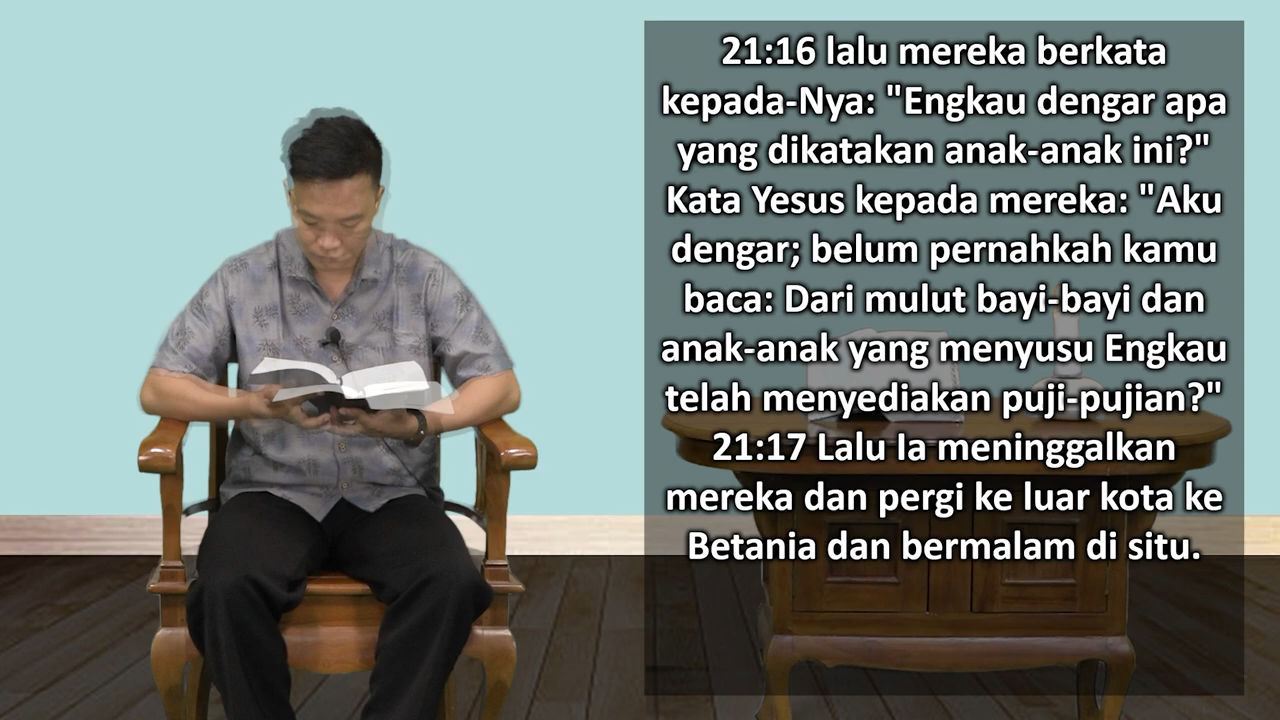 21:16 lalu mereka berkata
kepada-Nya: "Engkau dengar apa
yang dikatakan anak-anak ini?"
Kata Yesus kepada mereka: "Aku
dengar; belum pernahkah kamu
baca: Dari mulut bayi-bayi dan
anak-anak yang menyusu Engkau
telah menyediakan puji-pujian?"
21:17 Lalu Ia meninggalkan
mereka dan pergi ke luar kota ke
Betania dan bermalam di situ.